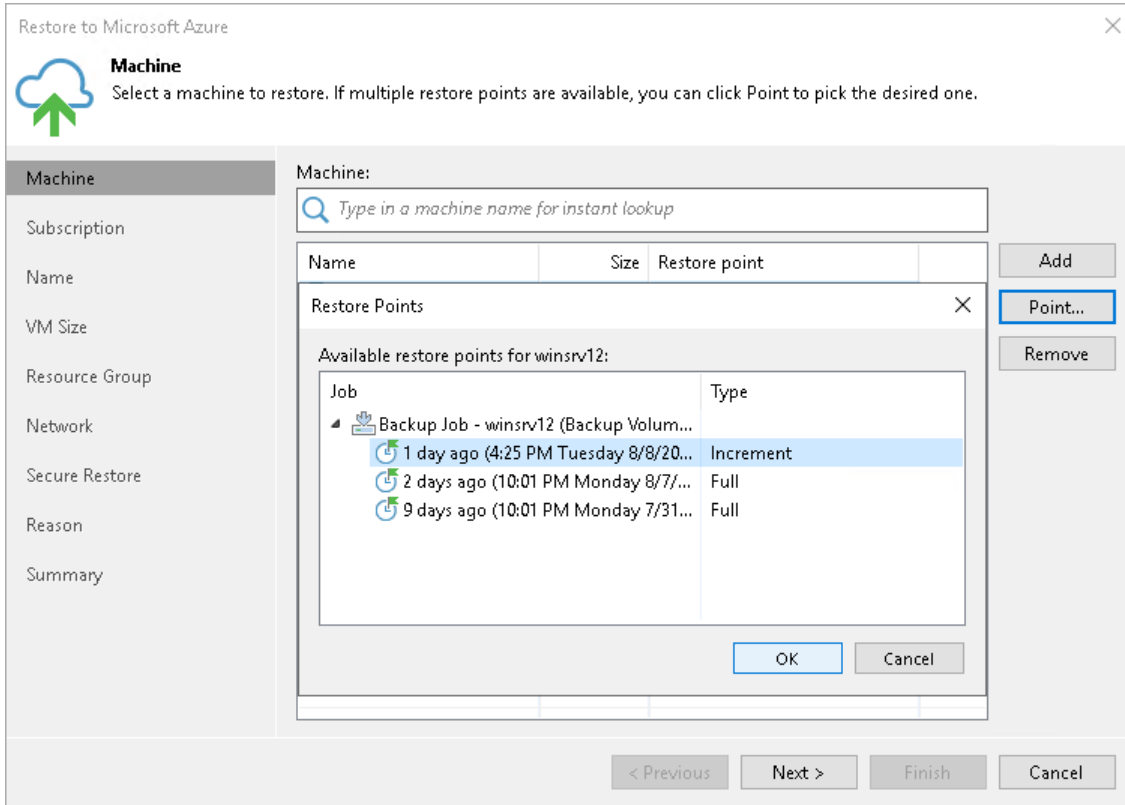 Restore to Microsoft Azure
Machine
Select a machine to restore. If multiple restore points are available, you can click Point to pick the desired one.
Machine
Subscription
Name
VM Size
Resource Group
Network
Secure Restore
Reason
Summary
Machine:
Type in a machine name for instant lookup
Name Size Restore point
Add
Point...
Remove
Restore Points
Available restore points for winsrv12:
Job Type
Backup Job - winsrv12 (Backup Volum...
1 day ago (4:25 PM Tuesday 8/8/20... Increment
2 days ago (10:01 PM Monday 8/7/... Full
9 days ago (10:01 PM Monday 7/31... Full
OK Cancel
< Previous Next > Finish Cancel